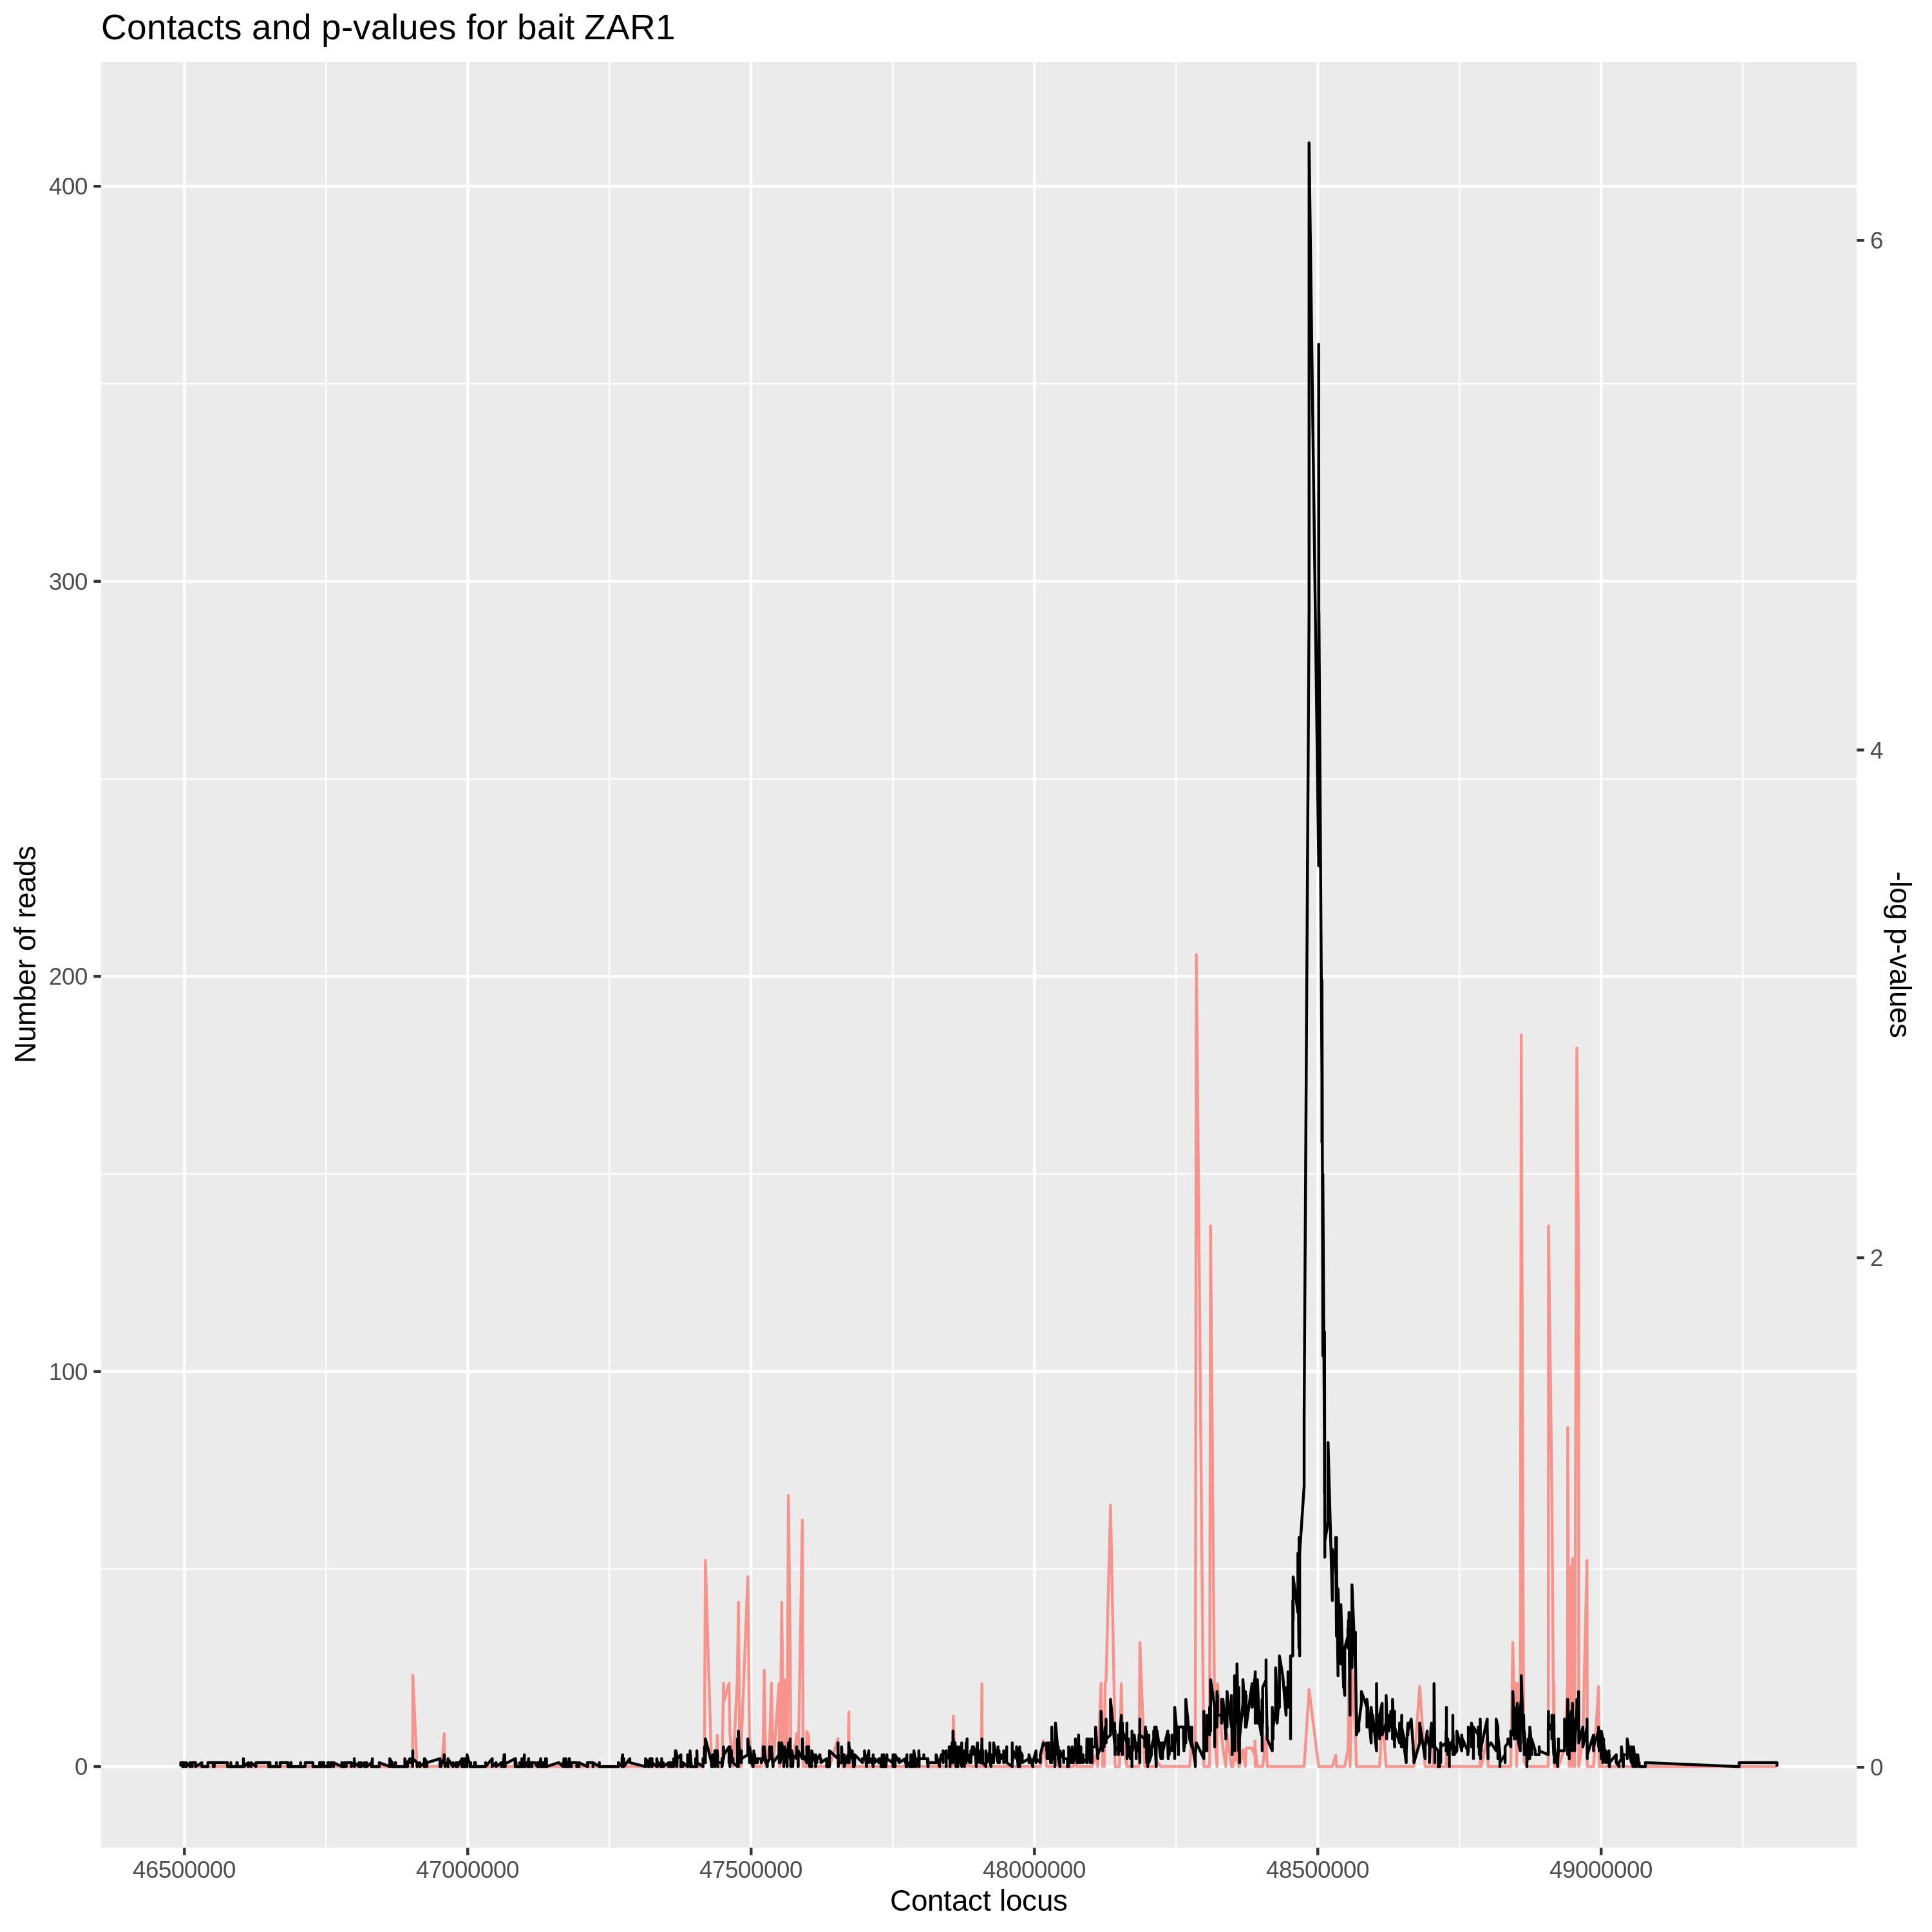 Contacts and p-values for bait ZAR1
400
300
200
100
0
Number of reads
6
4
2
0
-log p-values
46500000 47000000 47500000 48000000 48500000 49000000
Contact locus